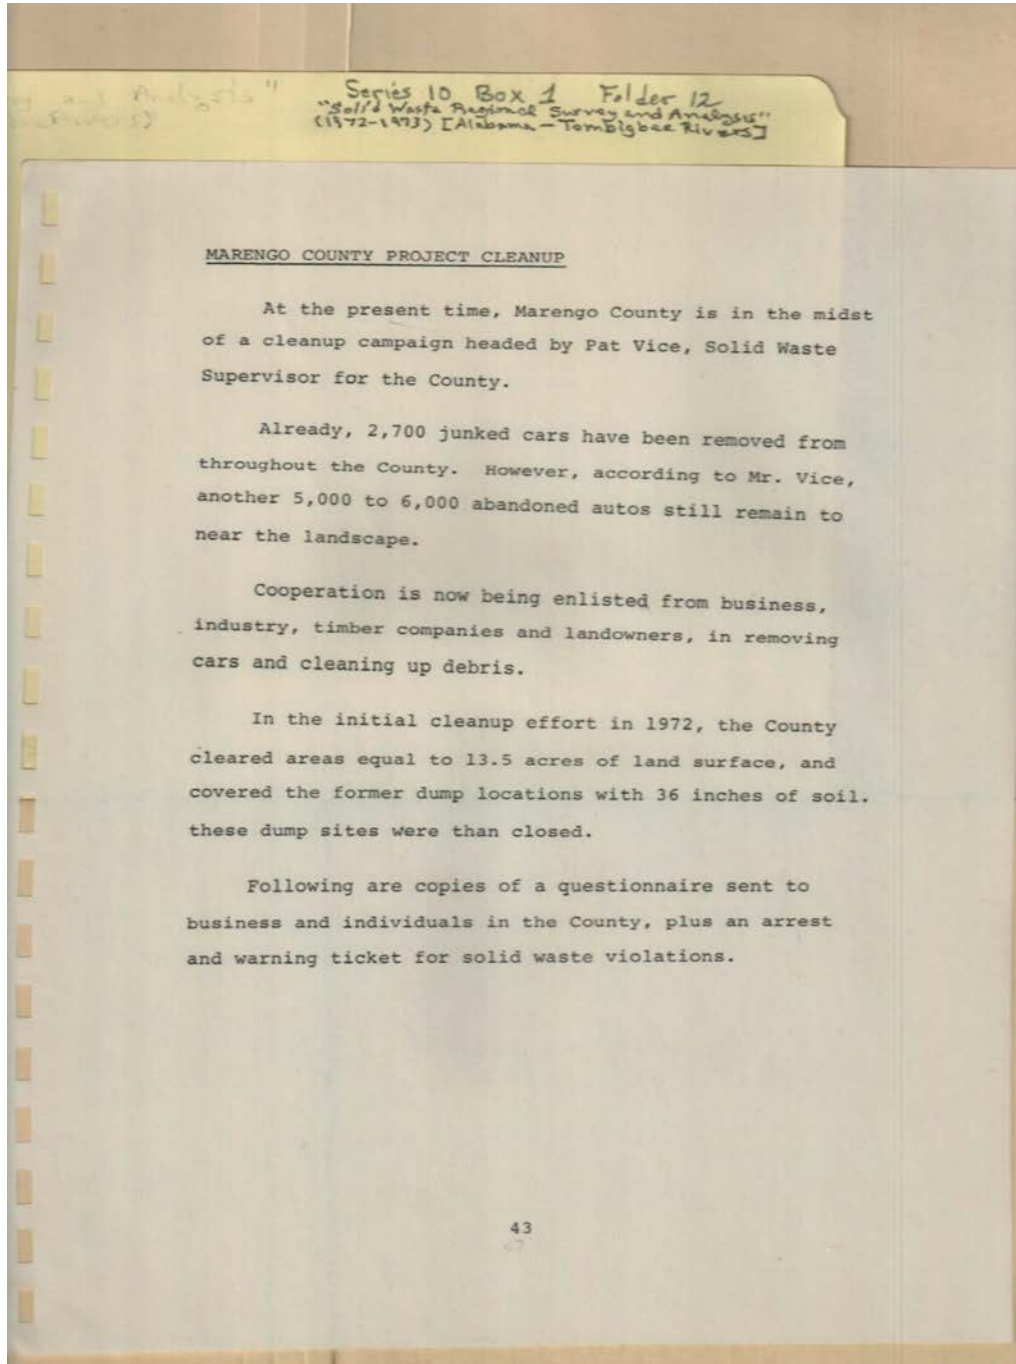 and Analysis"
Rivers)
Series 10 Box 1 Folder 12
"Solid Waste Regional Survey and Analysis"
(1972-1973) [Alabama - Tombigbee Rivers]
MARENGO COUNTY PROJECT CLEANUP
At the present time, Marengo County is in the midst
of a cleanup campaign headed by Pat Vice, Solid Waste
Supervisor for the County.
Already, 2,700 junked cars have been removed from
throughout the County. However, according to Mr. Vice,
another 5,000 to 6,000 abandoned autos still remain to
near the landscape.
Cooperation is now being enlisted from business,
industry, timber companies and landowners, in removing
cars and cleaning up debris.
In the initial cleanup effort in 1972, the County
cleared areas equal to 13.5 acres of land surface, and
covered the former dump locations with 36 inches of soil.
these dump sites were than closed.
Following are copies of a questionnaire sent to
business and individuals in the County, plus an arrest
and warning ticket for solid waste violations.
43